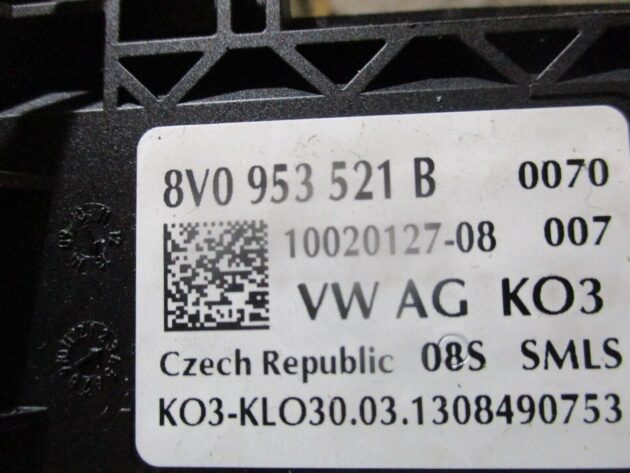 8V0 953 521 B 0070
10020127-08 007
VW AG KO3
Czech Republic 08S SMLS
KO3-KLO30.03.1308490753